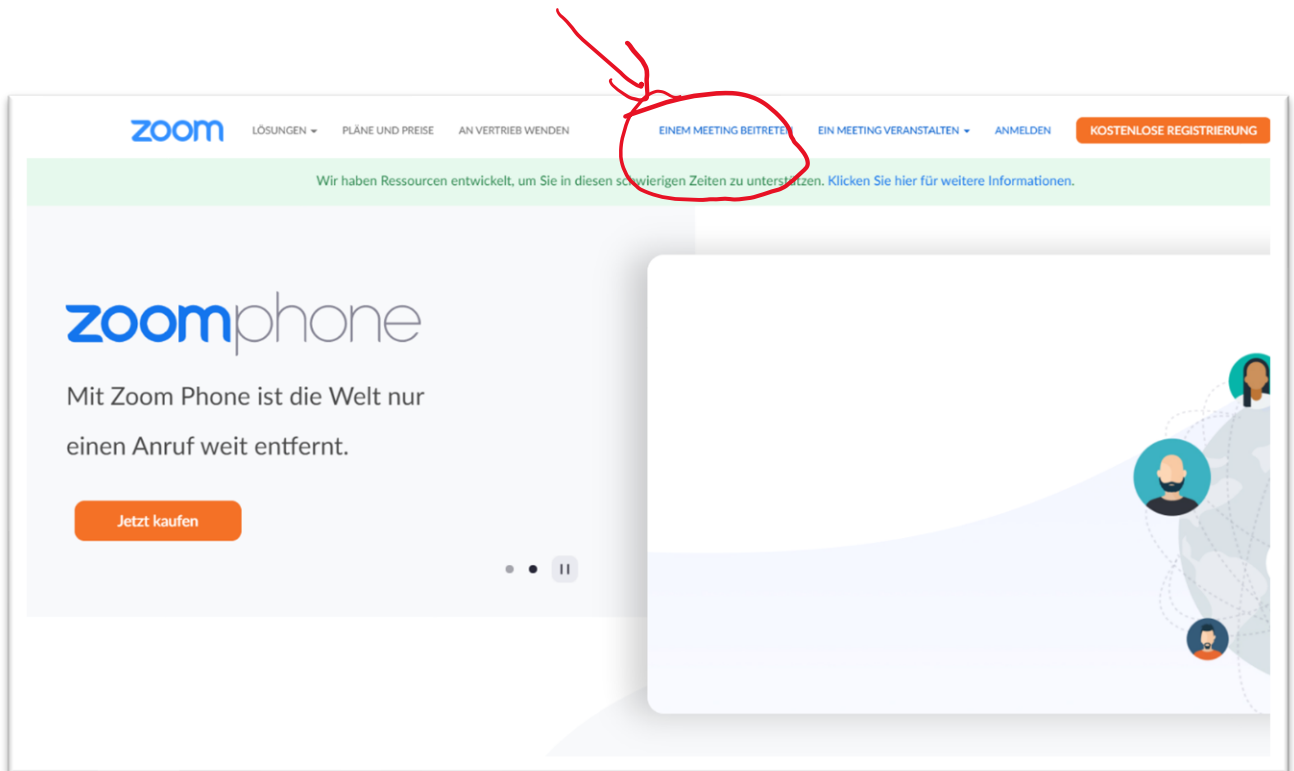 zoom LÖSUNGEN PLÄNE UND PREISE AN VERTRIEB WENDEN EINEM MEETING BEITRETEN EIN MEETING VERANSTALTEN ANMELDEN KOSTENLOSE REGISTRIERUNG
Wir haben Ressourcen entwickelt, um Sie in diesen schwierigen Zeiten zu unterstützen. Klicken Sie hier für weitere Informationen.
zoomphone
Mit Zoom Phone ist die Welt nur
einen Anruf weit entfernt.
Jetzt kaufen